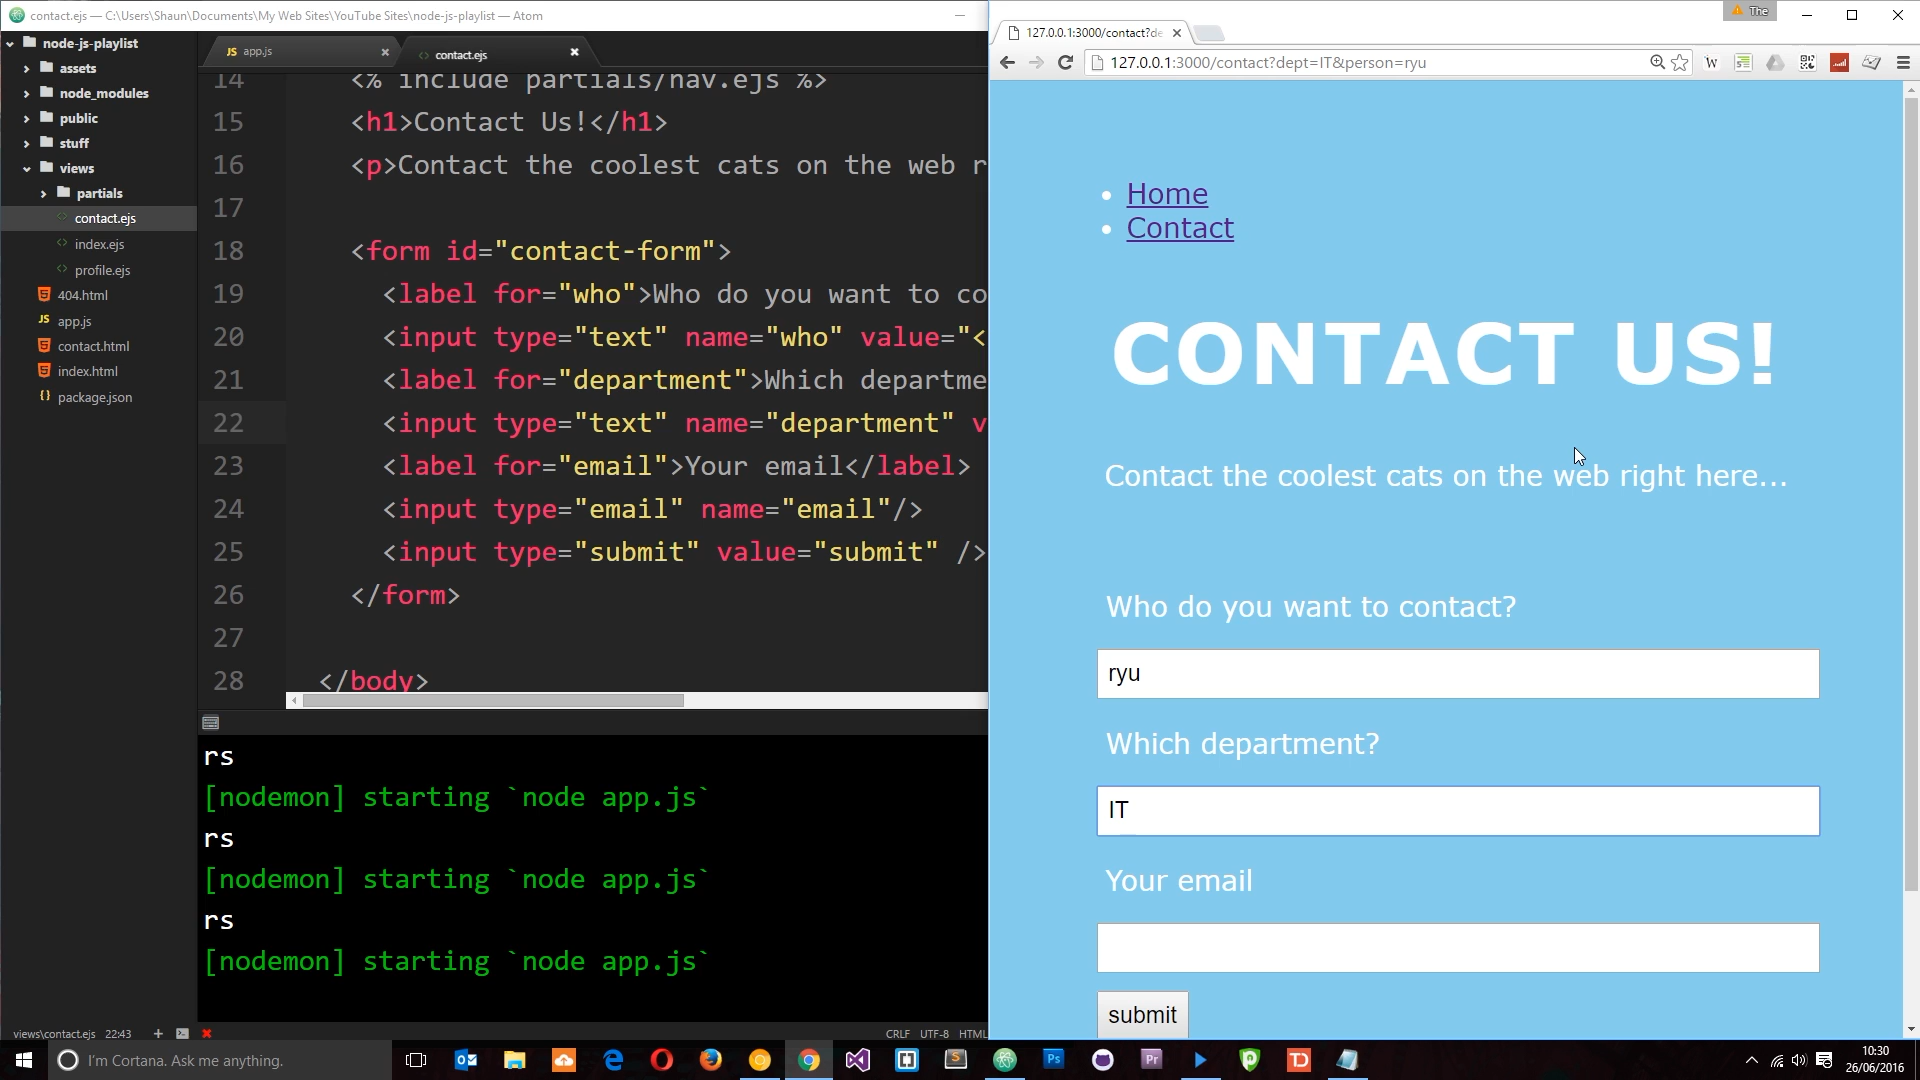 contact.ejs — C:\Users\Shaun\Documents\My Web Sites\YouTube Sites\node-js-playlist — Atom
node-js-playlist
assets
node_modules
public
stuff
views
partials
contact.ejs
index.ejs
profile.ejs
404.html
JS app.js
contact.html
index.html
package.json
JS app.js
contact.ejs
14 <% include partials/nav.ejs %>
15 <h1>Contact Us!</h1>
16 <p>Contact the coolest cats on the web r
17
18 <form id="contact-form">
19 <label for="who">Who do you want to co
20 <input type="text" name="who" value="<
21 <label for="department">Which departme
22 <input type="text" name="department" v
23 <label for="email">Your email</label>
24 <input type="email" name="email"/>
25 <input type="submit" value="submit" />
26 </form>
27
28 </body>
rs
[nodemon] starting `node app.js`
rs
[nodemon] starting `node app.js`
rs
[nodemon] starting `node app.js`
views\contact.ejs 22:43
CRLF UTF-8 HTML
The
127.0.0.1:3000/contact?de
127.0.0.1:3000/contact?dept=IT&person=ryu
Home
Contact
CONTACT US!
Contact the coolest cats on the web right here...
Who do you want to contact?
ryu
Which department?
IT
Your email
submit
I'm Cortana. Ask me anything.
10:30
26/06/2016